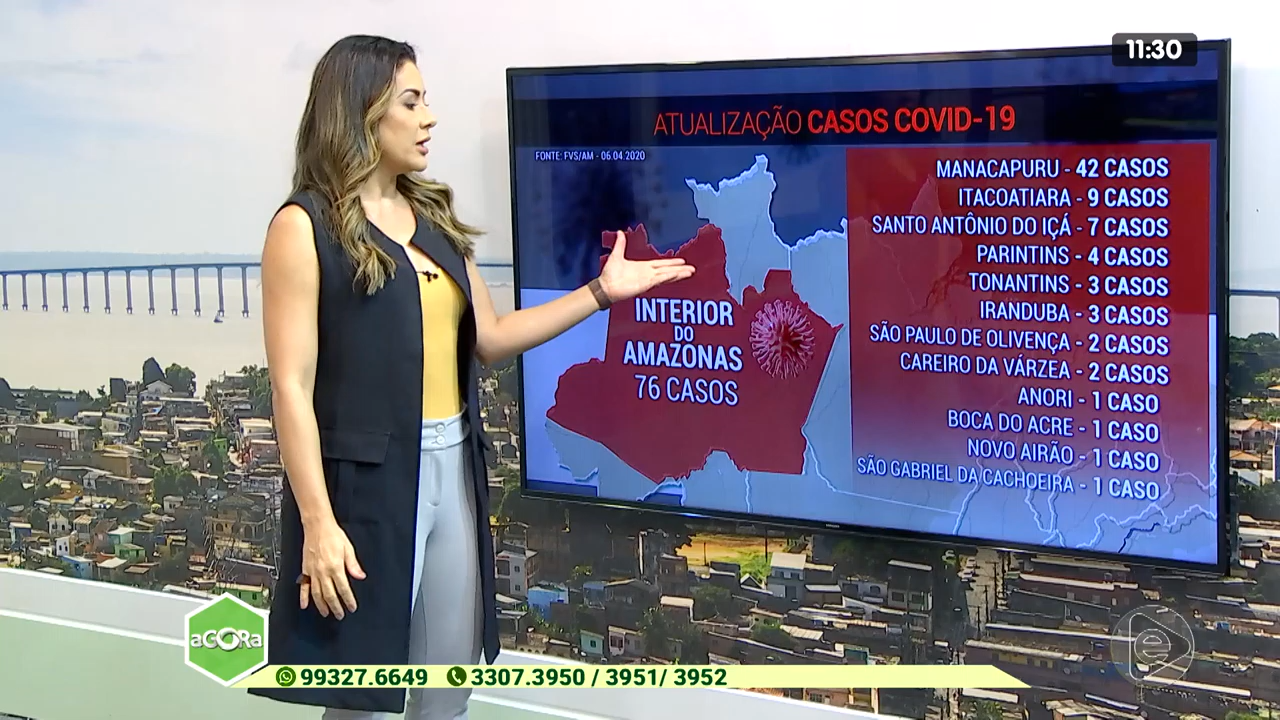 11:30
ATUALIZAÇÃO CASOS COVID-19
FONTE: FVS/AM - 06.04.2020
INTERIOR
DO
AMAZONAS
76 CASOS
MANACAPURU - 42 CASOS
ITACOATIARA - 9 CASOS
SANTO ANTÔNIO DO IÇÁ - 7 CASOS
PARINTINS - 4 CASOS
TONANTINS - 3 CASOS
IRANDUBA - 3 CASOS
SÃO PAULO DE OLIVENÇA - 2 CASOS
CAREIRO DA VÁRZEA - 2 CASOS
ANORI - 1 CASO
BOCA DO ACRE - 1 CASO
NOVO AIRÃO - 1 CASO
SÃO GABRIEL DA CACHOEIRA - 1 CASO
aGORa
99327.6649 3307.3950 / 3951/ 3952
e